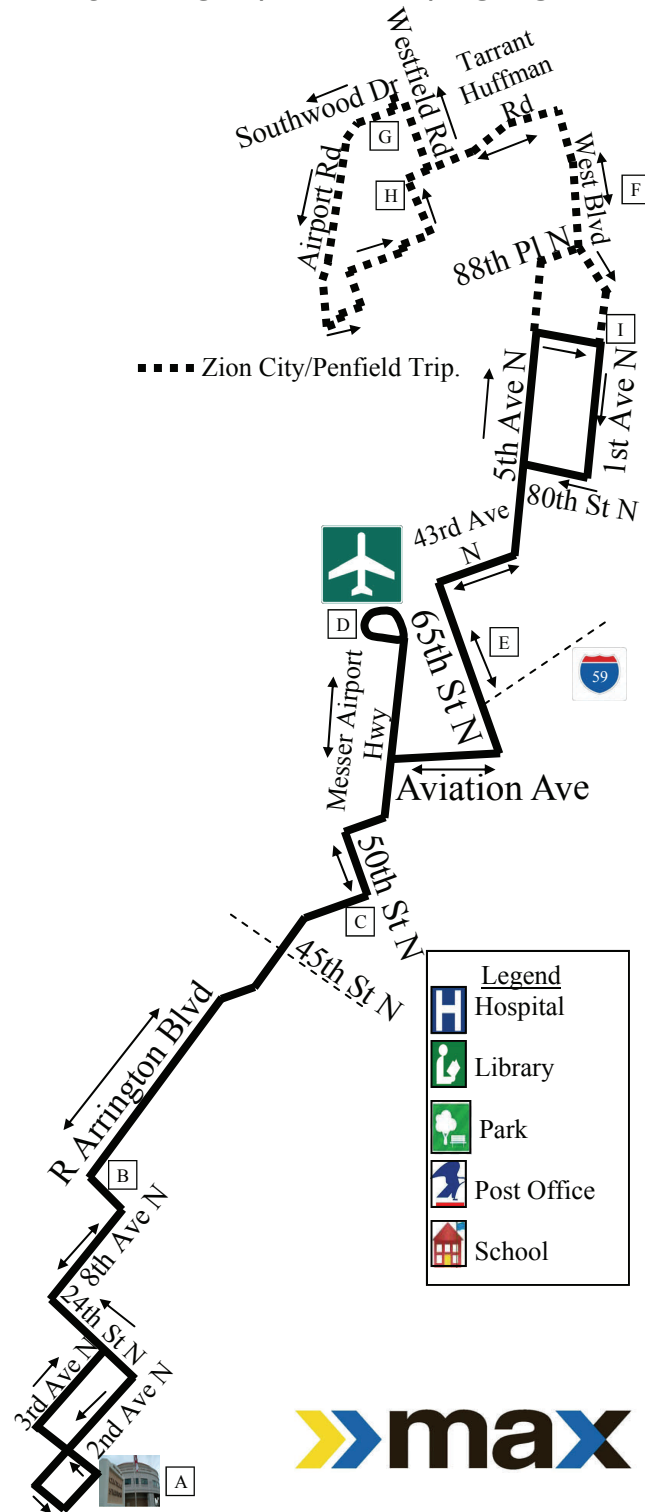 Tarrant
Huffman
Rd
Westfield Rd
Southwood Dr
G
West Blvd
F
H
Airport Rd
88th Pl N
I
Zion City/Penfield Trip.
5th Ave N
1st Ave N
80th St N
43rd Ave
N
D
65th St N
E
59
Messer Airport
Hwy
Aviation Ave
50th St N
C
45th St N
Legend
Hospital
Library
Park
Post Office
School
R Arrington Blvd
B
8th Ave N
24th St N
3rd Ave N
2nd Ave N
A
max